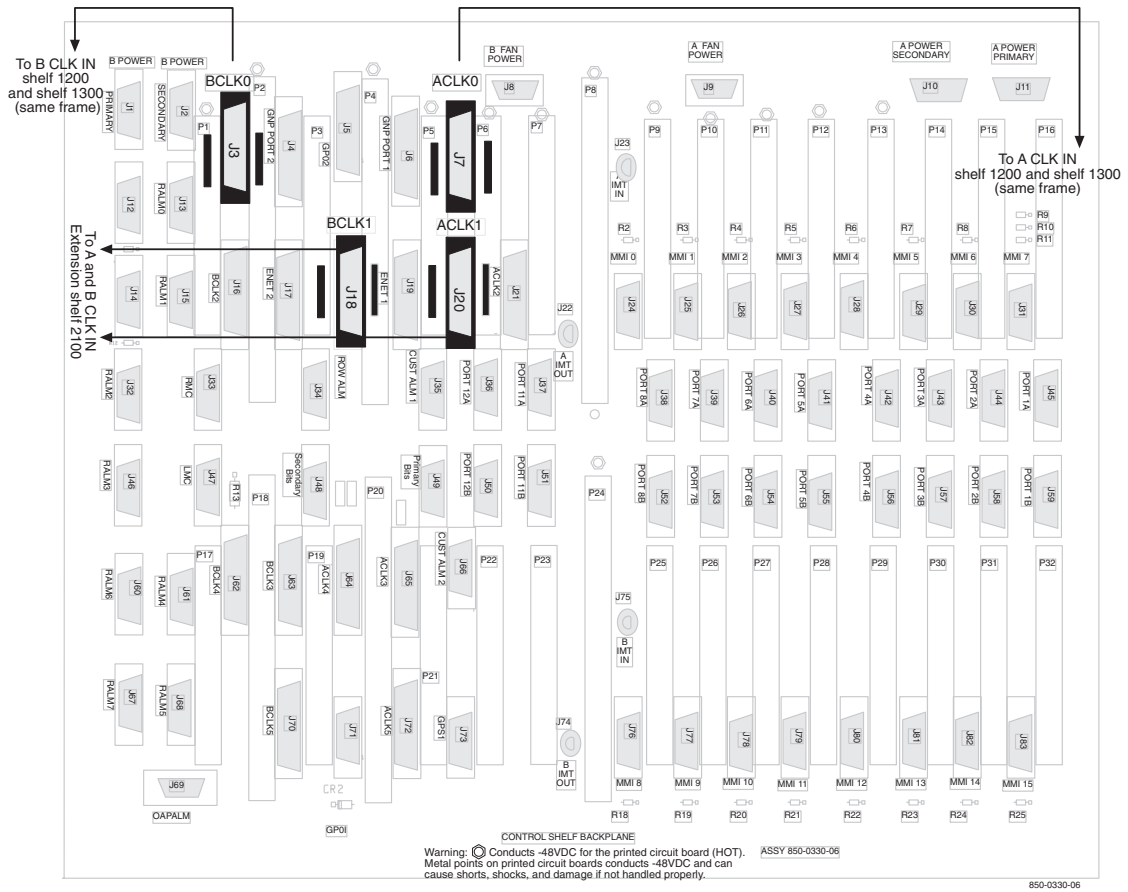 To B CLK IN
shelf 1200
and shelf 1300
(same frame)
B POWER
B POWER
PRIMARY
J1
SECONDARY
J2
P1
BCLK0
J3
P2
GNP PORT 2
J4
P3
GP02
J5
P4
GNP PORT 1
J6
P5
ACLK0
J7
P6
B FAN
POWER
J8
P7
P8
A FAN
POWER
J9
A POWER
SECONDARY
J10
A POWER
PRIMARY
J11
P9
P10
P11
P12
P13
P14
P15
P16
J23
A
IMT
IN
To A CLK IN
shelf 1200 and shelf 1300
(same frame)
J12
RALM0
J13
R2
R3
R4
R5
R6
R7
R8
R9
R10
R11
To A and B CLK IN
Extension shelf 2100
J14
RALM1
J15
BCLK2
J16
ENET 2
J17
BCLK1
J18
ENET 1
J19
ACLK1
J20
ACLK2
J21
J22
A
IMT
OUT
MMI 0
MMI 1
MMI 2
MMI 3
MMI 4
MMI 5
MMI 6
MMI 7
J24
J25
J26
J27
J28
J29
J30
J31
RALM2
J32
RMC
J33
J34
ROW ALM
CUST ALM 1
J35
PORT 12A
J36
PORT 11A
J37
PORT 8A
J38
PORT 7A
J39
PORT 6A
J40
PORT 5A
J41
PORT 4A
J42
PORT 3A
J43
PORT 2A
J44
PORT 1A
J45
RALM3
J46
LMC
J47
R13
P18
Secondary
Bits
J48
P20
Primary
Bits
J49
PORT 12B
J50
PORT 11B
J51
P24
PORT 8B
J52
PORT 7B
J53
PORT 6B
J54
PORT 5B
J55
PORT 4B
J56
PORT 3B
J57
PORT 2B
J58
PORT 1B
J59
RALM6
J60
RALM4
J61
P17
BCLK4
J62
BCLK3
J63
P19
ACLK4
J64
ACLK3
J65
CUST ALM 2
J66
P22
P23
P25
P26
P27
P28
P29
P30
P31
P32
J75
B
IMT
IN
RALM7
J67
RALM5
J68
BCLK5
J70
J71
ACLK5
J72
P21
GPS1
J73
J74
B
IMT
OUT
J76
J77
J78
J79
J80
J81
J82
J83
MMI 8
MMI 9
MMI 10
MMI 11
MMI 12
MMI 13
MMI 14
MMI 15
J69
OAPALM
CR2
GP0I
R18
R19
R20
R21
R22
R23
R24
R25
CONTROL SHELF BACKPLANE
Warning: Conducts -48VDC for the printed circuit board (HOT).
Metal points on printed circuit boards conducts -48VDC and can
cause shorts, shocks, and damage if not handled properly.
ASSY 850-0330-06
850-0330-06